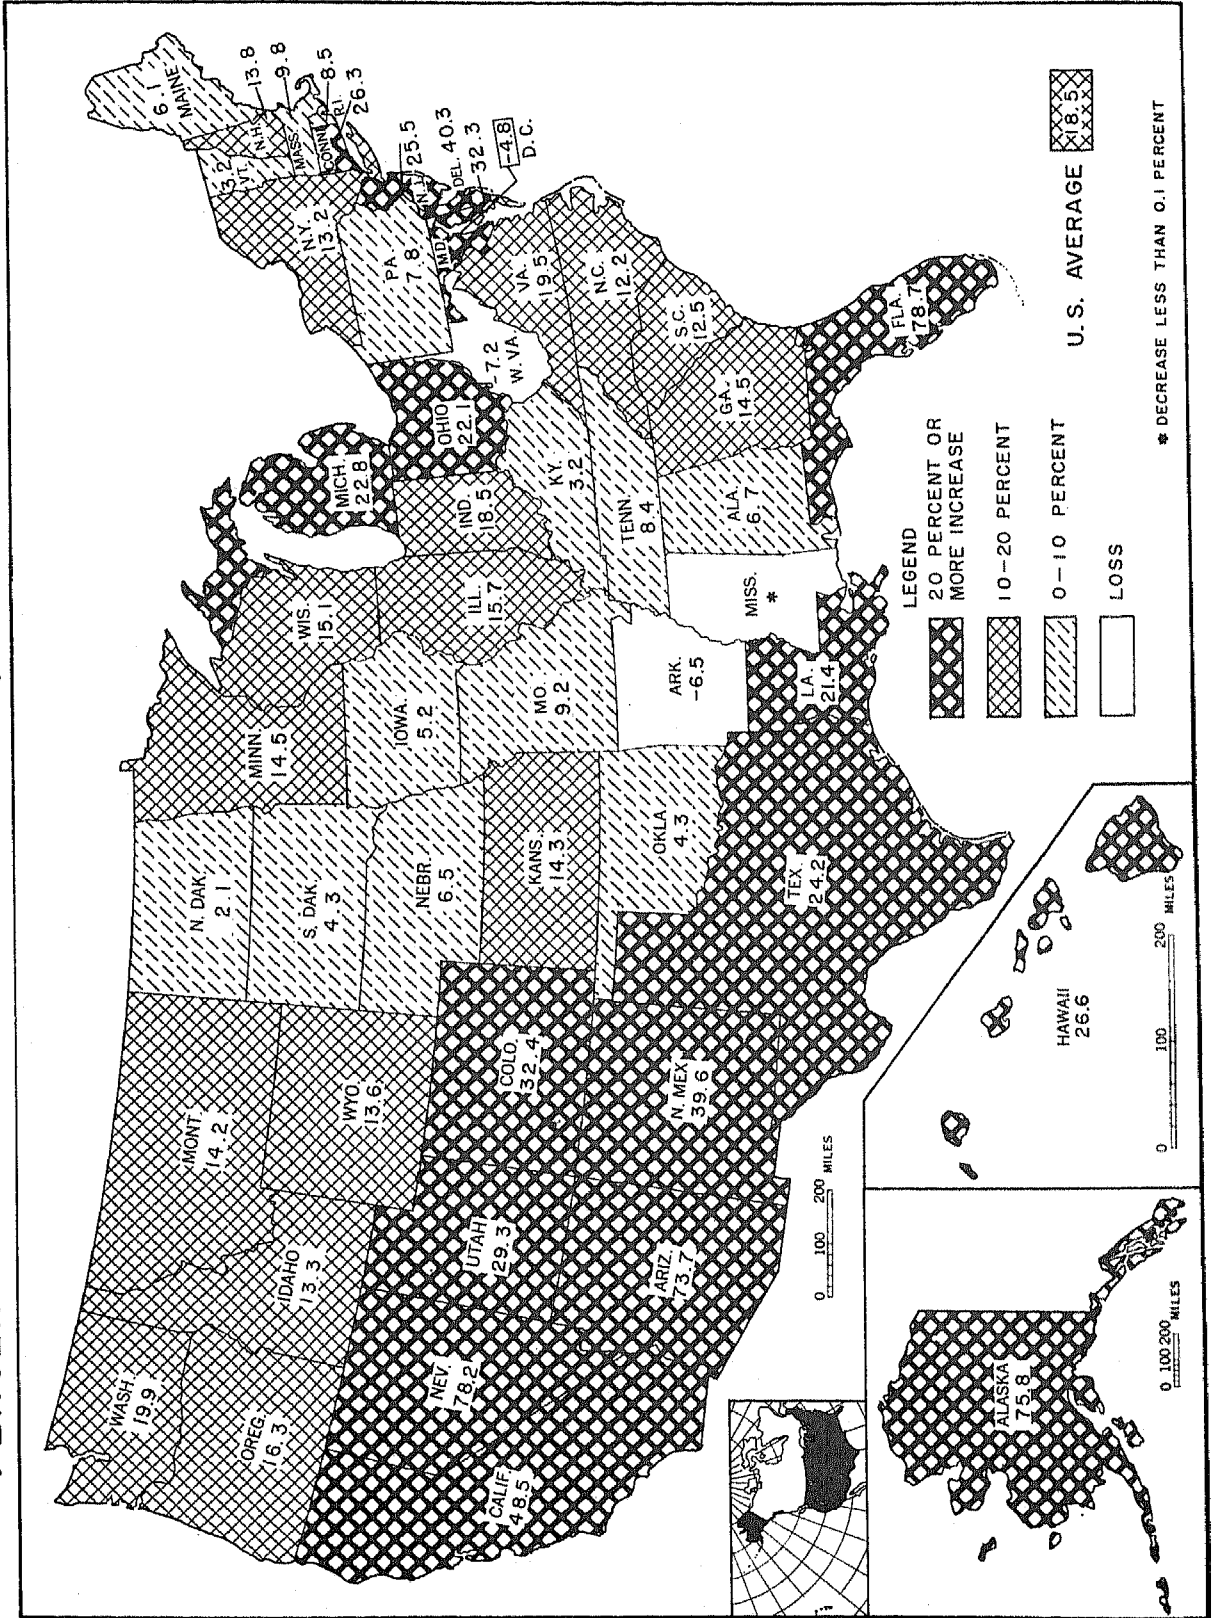 WASH.
19.9
OREG.
16.3
CALIF.
48.5
NEV.
78.2
IDAHO
13.3
MONT.
14.2
WYO.
13.6
UTAH
29.3
COLO.
32.4
ARIZ.
73.7
N. MEX.
39.6
N. DAK.
2.1
S. DAK.
4.3
NEBR.
6.5
KANS.
14.3
OKLA.
4.3
TEX.
24.2
MINN.
14.5
IOWA.
5.2
MO.
9.2
ARK.
-6.5
LA.
21.4
WIS.
15.1
ILL.
15.7
MISS.
*
MICH.
22.8
IND.
18.5
OHIO
22.1
KY.
3.2
TENN.
8.4
ALA.
6.7
GA.
14.5
FLA.
78.7
S.C.
12.5
N.C.
12.2
VA.
19.5
W. VA.
-7.2
PA.
7.8
N.Y.
13.2
VT.
3.2
N.H.
13.8
6.1
MAINE
MASS.
9.8
R.I.
8.5
CONN.
26.3
N.J.
25.5
DEL. 40.3
MD.
32.3
-4.8
D.C.
0 100 200
MILES
ALASKA
75.8
0 100 200
MILES
HAWAII
26.6
0 100 200
MILES
LEGEND
20 PERCENT OR
MORE INCREASE
10-20 PERCENT
0-10 PERCENT
LOSS
U.S. AVERAGE
18.5
* DECREASE LESS THAN 0.1 PERCENT